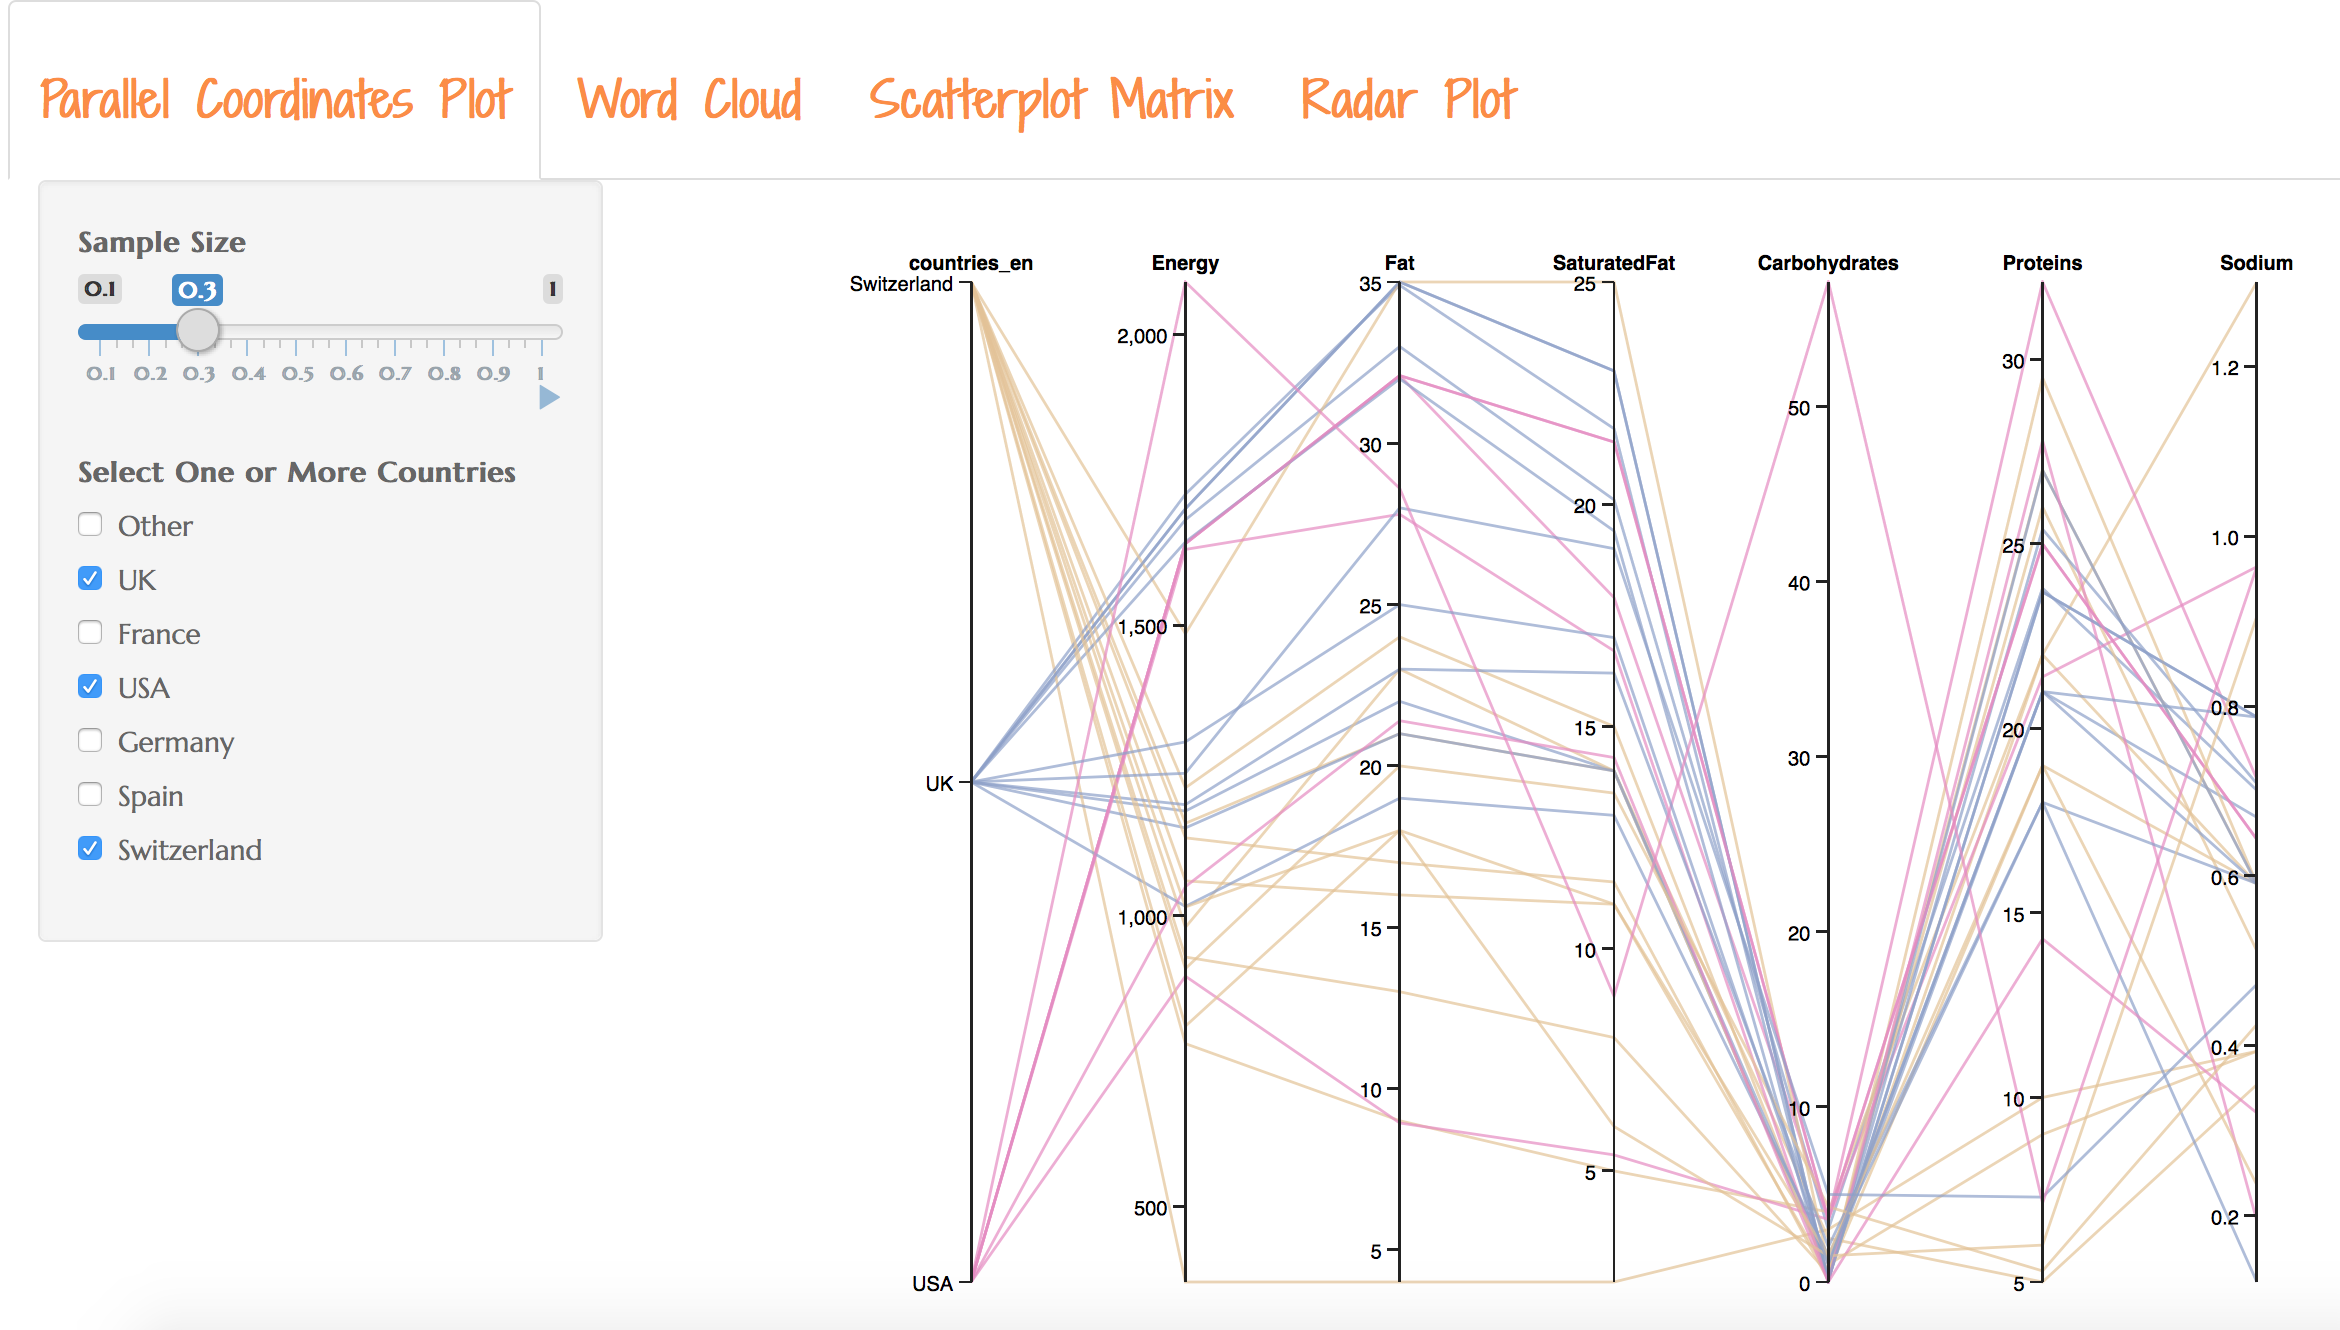 Parallel Coordinates Plot
Word Cloud
Scatterplot Matrix
Radar Plot
Sample Size
0.1
0.3
1
0.1 0.2 0.3 0.4 0.5 0.6 0.7 0.8 0.9 1
Select One or More Countries
Other
UK
France
USA
Germany
Spain
Switzerland
countries_en
Switzerland
UK
USA
Energy
2,000
1,500
1,000
500
Fat
35
30
25
20
15
10
5
SaturatedFat
25
20
15
10
5
Carbohydrates
50
40
30
20
10
0
Proteins
30
25
20
15
10
5
Sodium
1.2
1.0
0.8
0.6
0.4
0.2